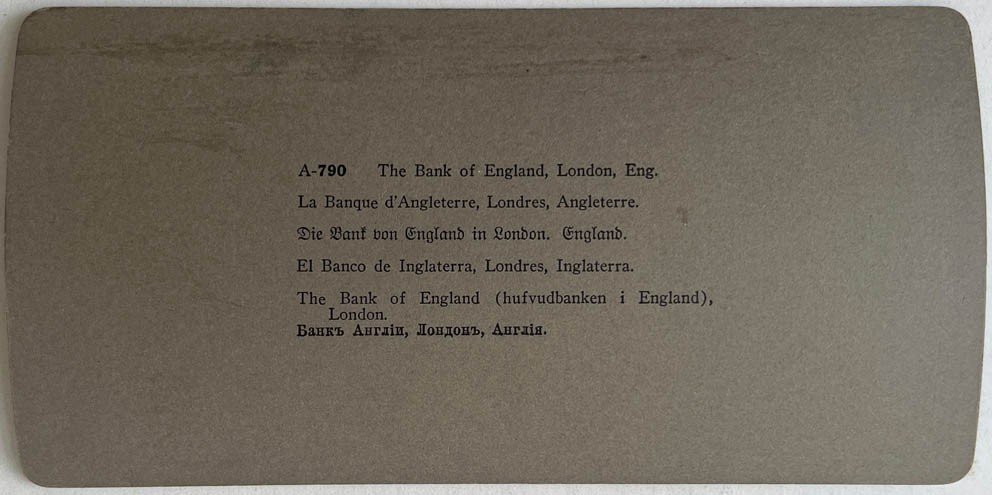 A-790 The Bank of England, London, Eng.
La Banque d'Angleterre, Londres, Angleterre.
Die Bank von England in London. England.
El Banco de Inglaterra, Londres, Inglaterra.
The Bank of England (hufvudbanken i England),
London.
Банкъ Англіи, Лондонъ, Англія.